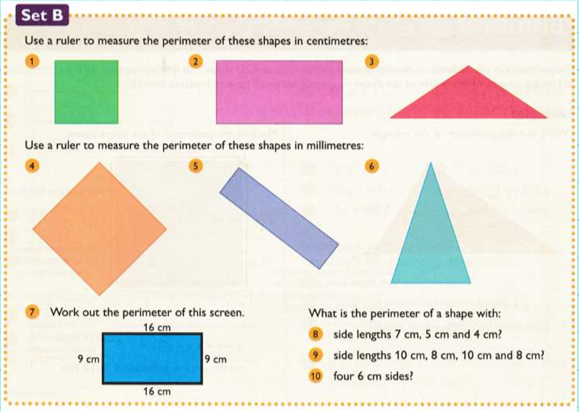 Set B
Use a ruler to measure the perimeter of these shapes in centimetres:
1
2
3
Use a ruler to measure the perimeter of these shapes in millimetres:
4
5
6
7 Work out the perimeter of this screen.
16 cm
9 cm
9 cm
16 cm
What is the perimeter of a shape with:
8 side lengths 7 cm, 5 cm and 4 cm?
9 side lengths 10 cm, 8 cm, 10 cm and 8 cm?
10 four 6 cm sides?